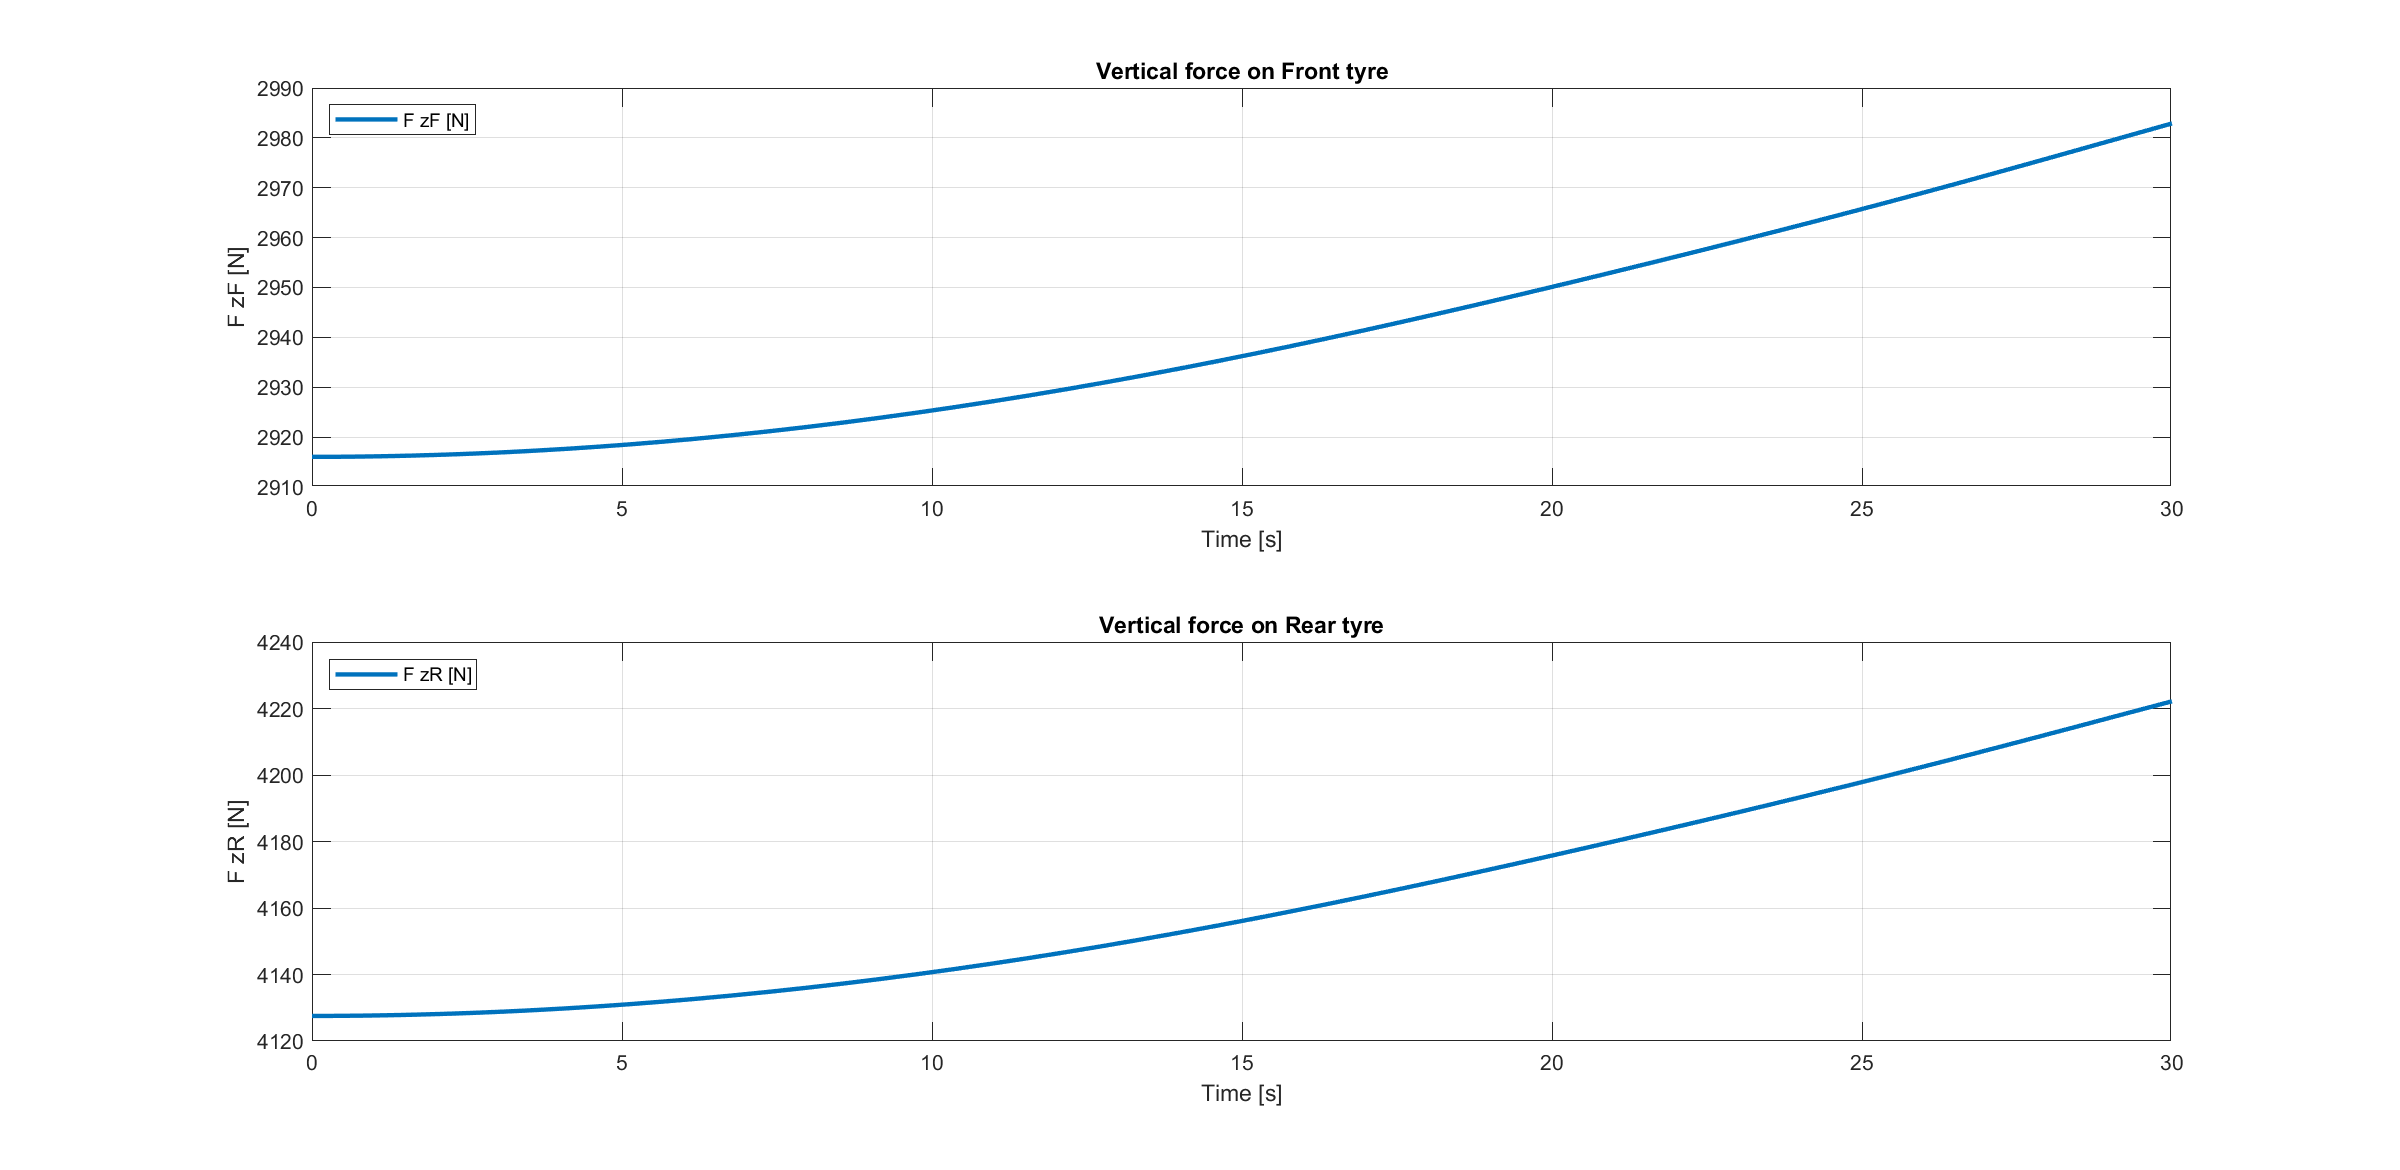 Vertical force on Front tyre
2990
F zF [N]
2980
2970
2960
2950
2940
2930
2920
2910
F zF [N]
0 5 10 15 20 25 30
Time [s]
Vertical force on Rear tyre
4240
F zR [N]
4220
4200
4180
4160
4140
4120
F zR [N]
0 5 10 15 20 25 30
Time [s]